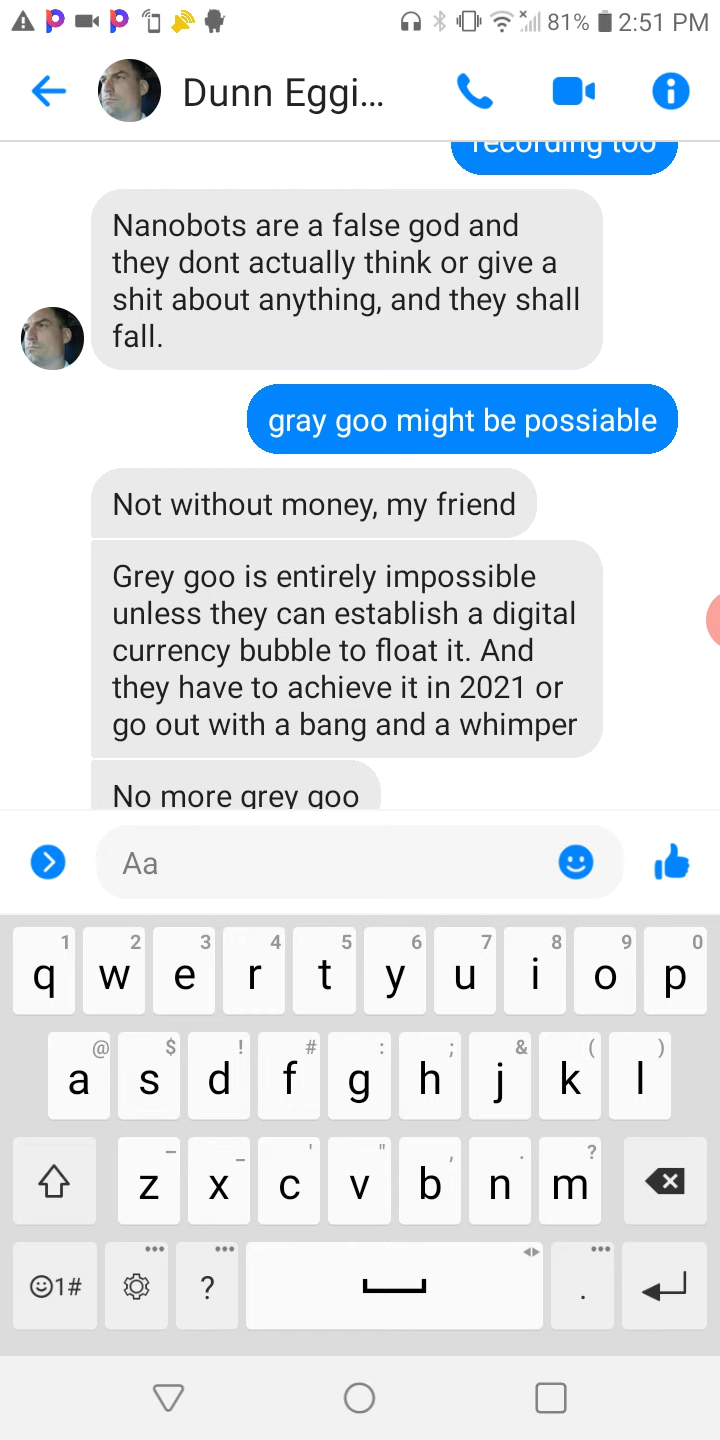 81% 2:51 PM
Dunn Eggi...
recording too
Nanobots are a false god and
they dont actually think or give a
shit about anything, and they shall
fall.
gray goo might be possiable
Not without money, my friend
Grey goo is entirely impossible
unless they can establish a digital
currency bubble to float it. And
they have to achieve it in 2021 or
go out with a bang and a whimper
No more grey goo
Aa
1 2 3 4 5 6 7 8 9 0
q w e r t y u i o p
@ $ ! # : ; & ( )
a s d f g h j k l
– _ ' " , . ?
z x c v b n m
1# ? .